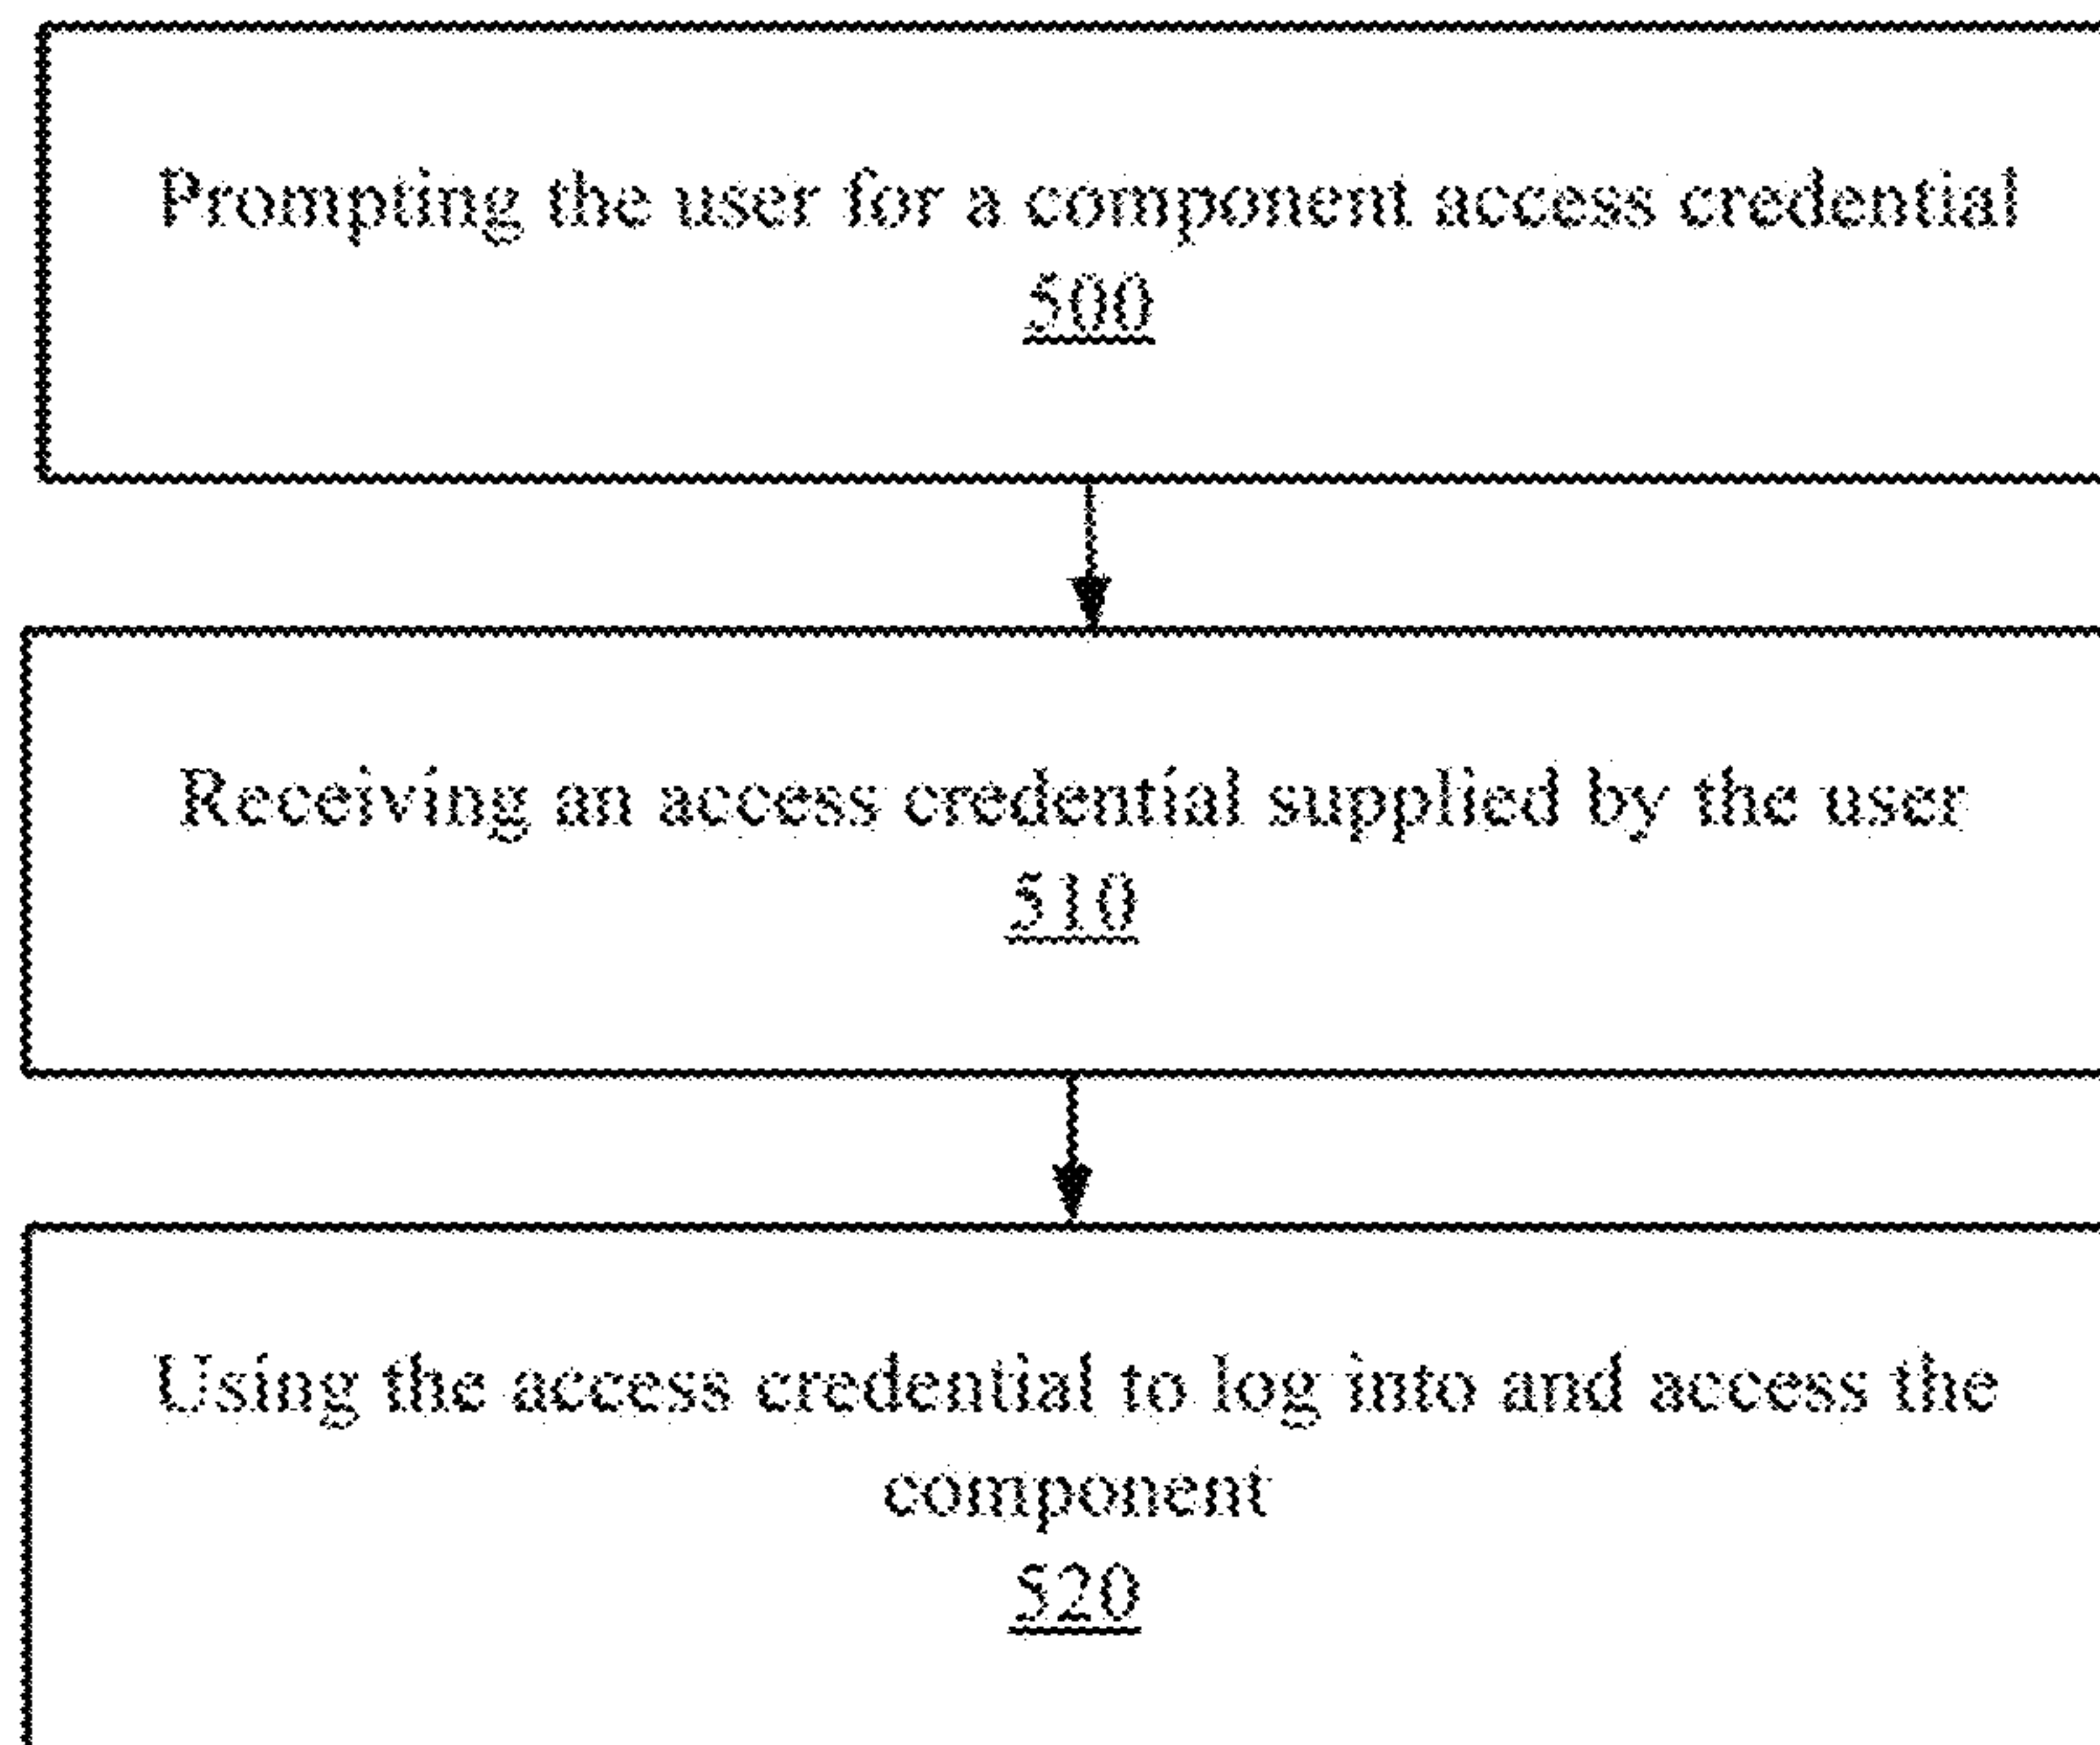 Prompting the user for a component access credential
500
Receiving an access credential supplied by the user
510
Using the access credential to log into and access the
component
520